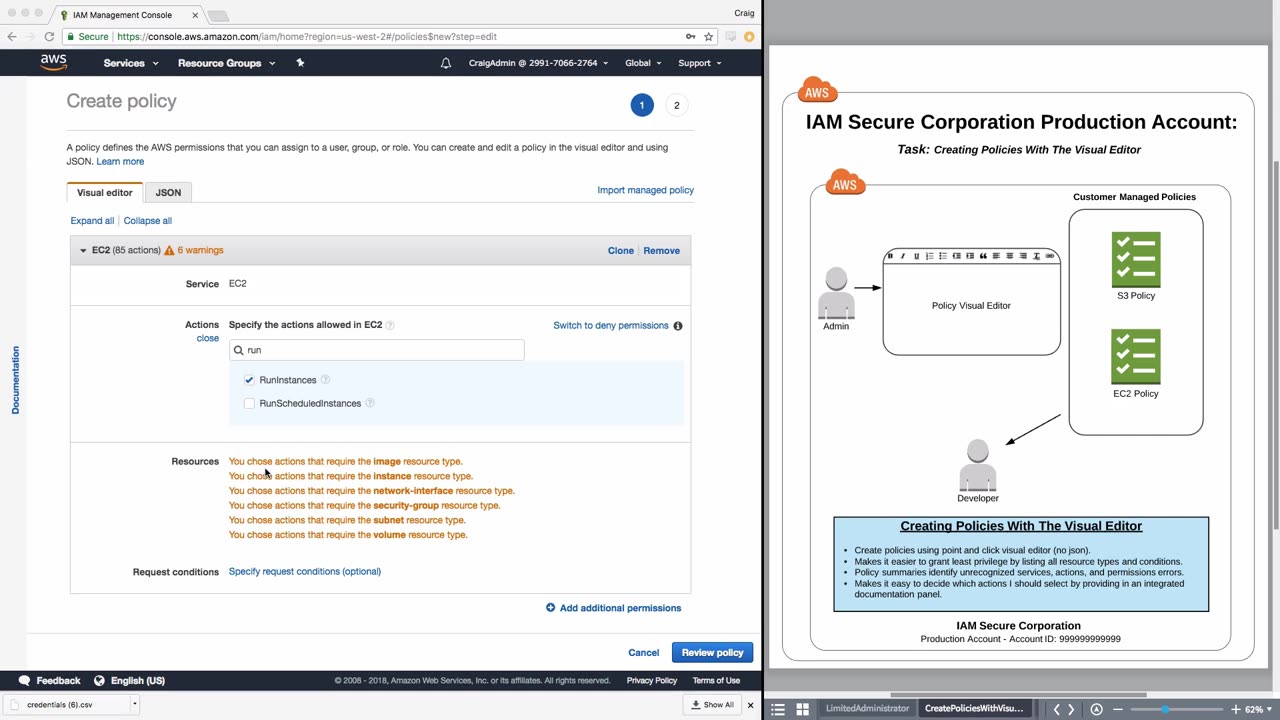 IAM Management Console
Craig
Secure https://console.aws.amazon.com/iam/home?region=us-west-2#/policies$new?step=edit
aws
Services
Resource Groups
CraigAdmin @ 2991-7066-2764
Global
Support
Create policy
1
2
A policy defines the AWS permissions that you can assign to a user, group, or role. You can create and edit a policy in the visual editor and using
JSON. Learn more
Visual editor
JSON
Import managed policy
Expand all
Collapse all
EC2 (85 actions) 6 warnings
Clone
Remove
Service
EC2
Actions
close
Specify the actions allowed in EC2
Switch to deny permissions
run
RunInstances
RunScheduledInstances
Resources
You chose actions that require the image resource type.
You chose actions that require the instance resource type.
You chose actions that require the network-interface resource type.
You chose actions that require the security-group resource type.
You chose actions that require the subnet resource type.
You chose actions that require the volume resource type.
Request conditions
Specify request conditions (optional)
Add additional permissions
Cancel
Review policy
Documentation
Feedback
English (US)
© 2008 - 2018, Amazon Web Services, Inc. or its affiliates. All rights reserved.
Privacy Policy
Terms of Use
credentials (6).csv
Show All
AWS
IAM Secure Corporation Production Account:
Task: Creating Policies With The Visual Editor
AWS
Customer Managed Policies
Policy Visual Editor
Admin
S3 Policy
EC2 Policy
Developer
Creating Policies With The Visual Editor
• Create policies using point and click visual editor (no json).
• Makes it easier to grant least privilege by listing all resource types and conditions.
• Policy summaries identify unrecognized services, actions, and permissions errors.
• Makes it easy to decide which actions I should select by providing in an integrated
documentation panel.
IAM Secure Corporation
Production Account - Account ID: 999999999999
LimitedAdministrator
CreatePoliciesWithVisu...
62%